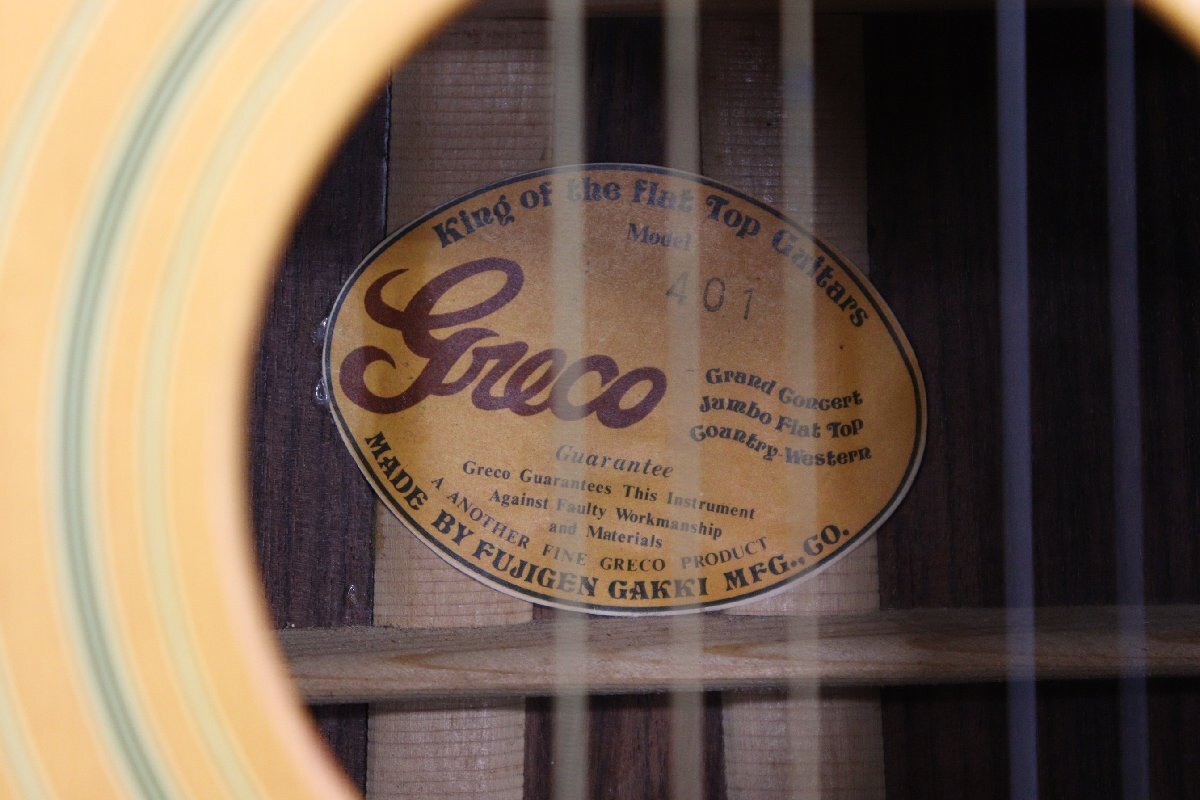 King of the flat Top Guitars
Model
401
Greco
Grand Concert
Jumbo Flat Top
Country-Western
Guarantee
Greco Guarantees This Instrument
Against Faulty Workmanship
and Materials
A ANOTHER FINE GRECO PRODUCT
MADE BY FUJIGEN GAKKI MFG., CO.